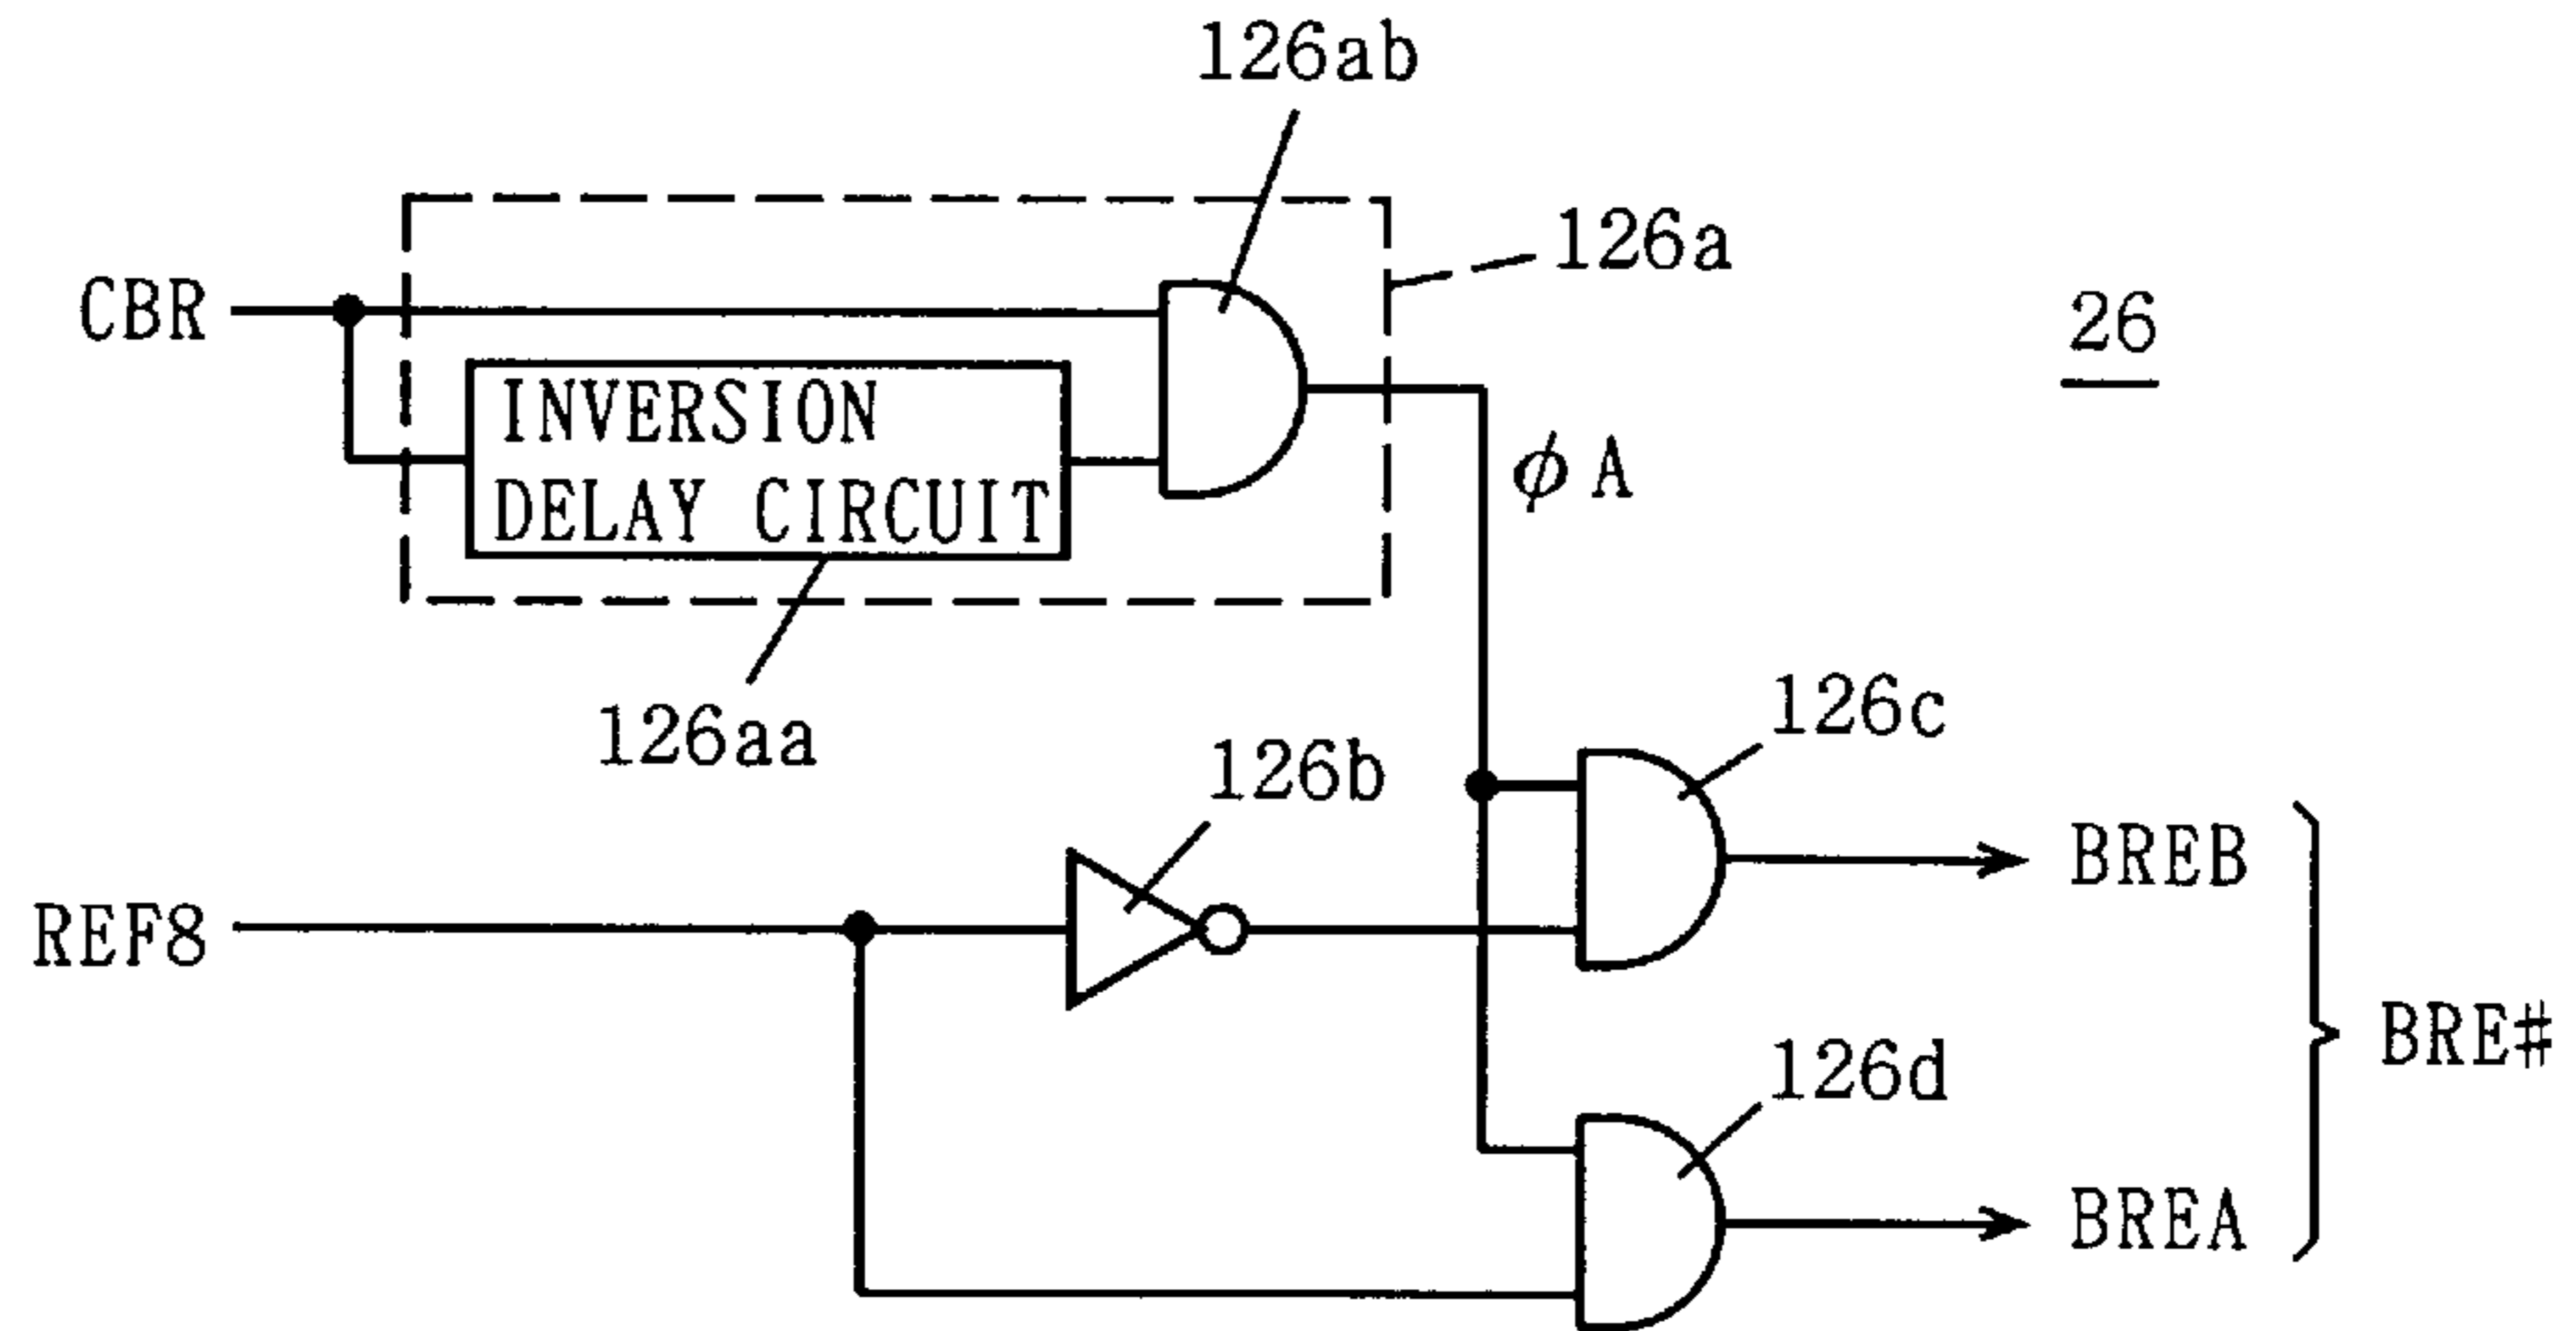 126ab
126a
CBR
26
INVERSION
DELAY CIRCUIT
φA
126aa
126b
126c
BREB
REF8
BRE#
126d
BREA